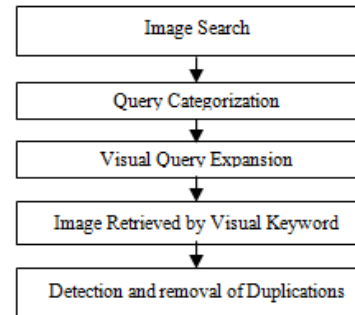 Image Search
Query Categorization
Visual Query Expansion
Image Retrieved by Visual Keyword
Detection and removal of Duplications